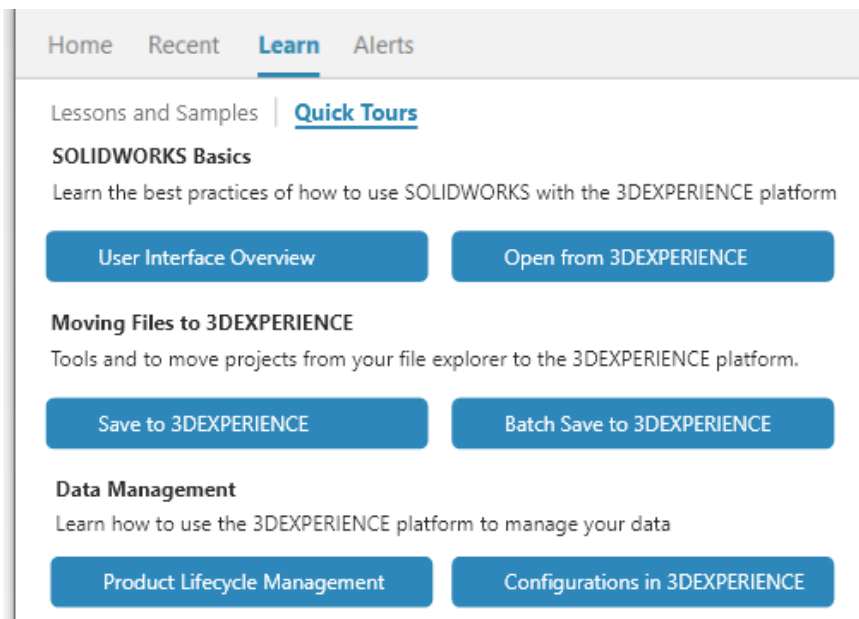 Home Recent Learn Alerts
Lessons and Samples Quick Tours
SOLIDWORKS Basics
Learn the best practices of how to use SOLIDWORKS with the 3DEXPERIENCE platform
User Interface Overview Open from 3DEXPERIENCE
Moving Files to 3DEXPERIENCE
Tools and to move projects from your file explorer to the 3DEXPERIENCE platform.
Save to 3DEXPERIENCE Batch Save to 3DEXPERIENCE
Data Management
Learn how to use the 3DEXPERIENCE platform to manage your data
Product Lifecycle Management Configurations in 3DEXPERIENCE